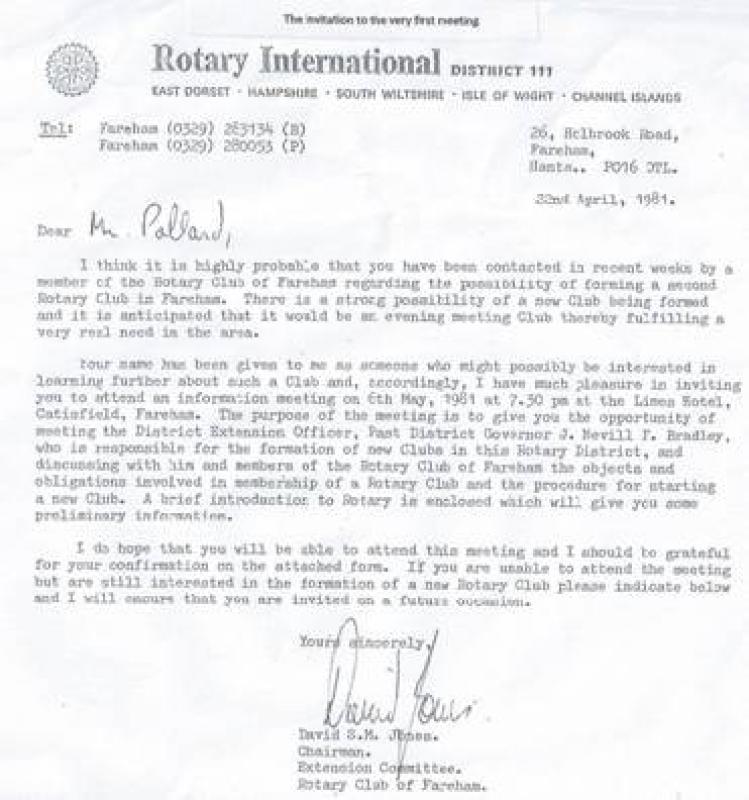 The invitation to the very first meeting
Rotary International DISTRICT 111
EAST DORSET · HAMPSHIRE · SOUTH WILTSHIRE · ISLE OF WIGHT · CHANNEL ISLANDS
Tel: Fareham (0329) 283134 (B)
Fareham (0329) 280053 (P)
26, Holbrook Road,
Fareham,
Hants.. PO16
22nd April, 1981.
Dear Mr. Pollard,
I think it is highly probable that you have been contacted in recent weeks by a
member of the Rotary Club of Fareham regarding the possibility of forming a second
Rotary Club in Fareham. There is a strong possibility of a new Club being formed
and it is anticipated that it would be an evening meeting Club thereby fulfilling a
very real need in the area.
Your name has been given to me as someone who might possibly be interested in
learning further about such a Club and, accordingly, I have much pleasure in inviting
you to attend an information meeting on 6th May, 1981 at 7.30 pm at the Hotel,
Catisfield, Fareham. The purpose of the meeting is to give you the opportunity of
meeting the District Extension Officer, Past District Governor J. Nevill Bradley,
who is responsible for the formation of new Clubs in this Rotary District, and
discussing with him and members of the Rotary Club of Fareham the objects and
obligations involved in membership of a Rotary Club and the procedure for starting
a new Club. A brief introduction to Rotary is enclosed which will give you some
preliminary information.
I do hope that you will be able to attend this meeting and I should be grateful
for your confirmation on the attached form. If you are unable to attend the meeting
but are still interested in the formation of a new Rotary Club please indicate below
and I will ensure that you are invited on a future occasion.
Yours sincerely,
David Jones.
David S.M. Jones.
Chairman.
Extension Committee.
Rotary Club of Fareham.